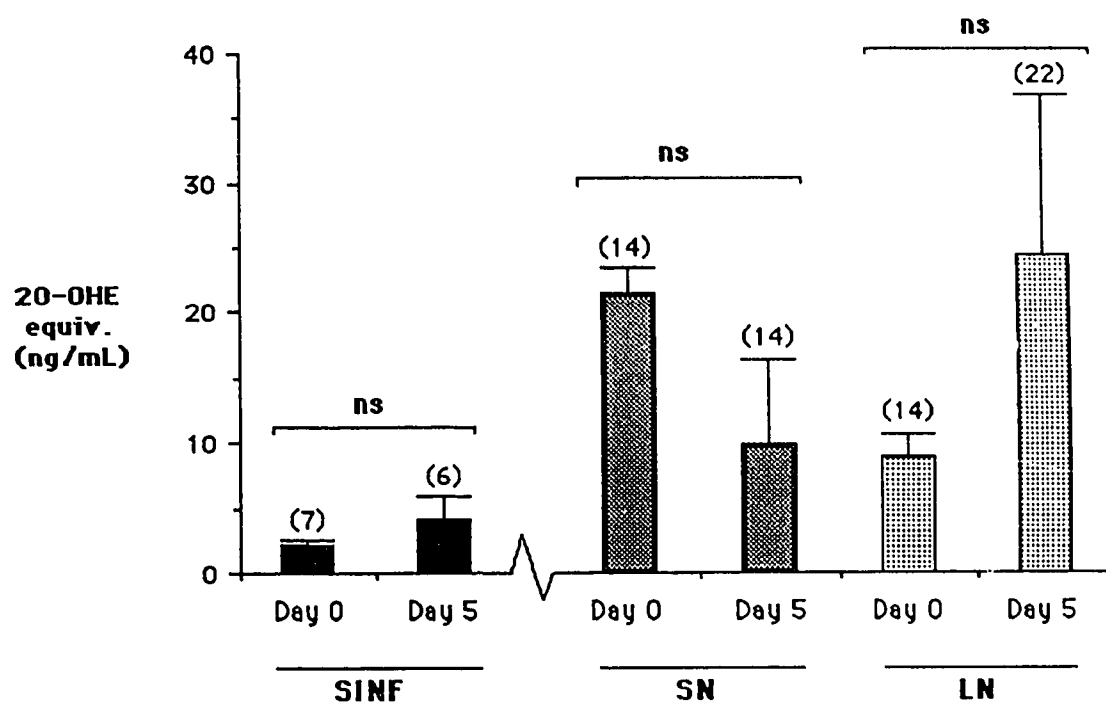 ns
40
(22)
ns
30
(14)
20-OHE
equiv.
(ng/mL)
20
(14)
(14)
ns
10
(6)
(7)
0
Day 0 Day 5 Day 0 Day 5 Day 0 Day 5
SINF SN LN